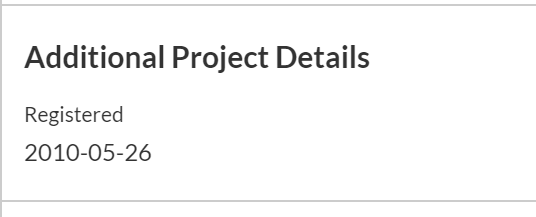 Additional Project Details
Registered
2010-05-26